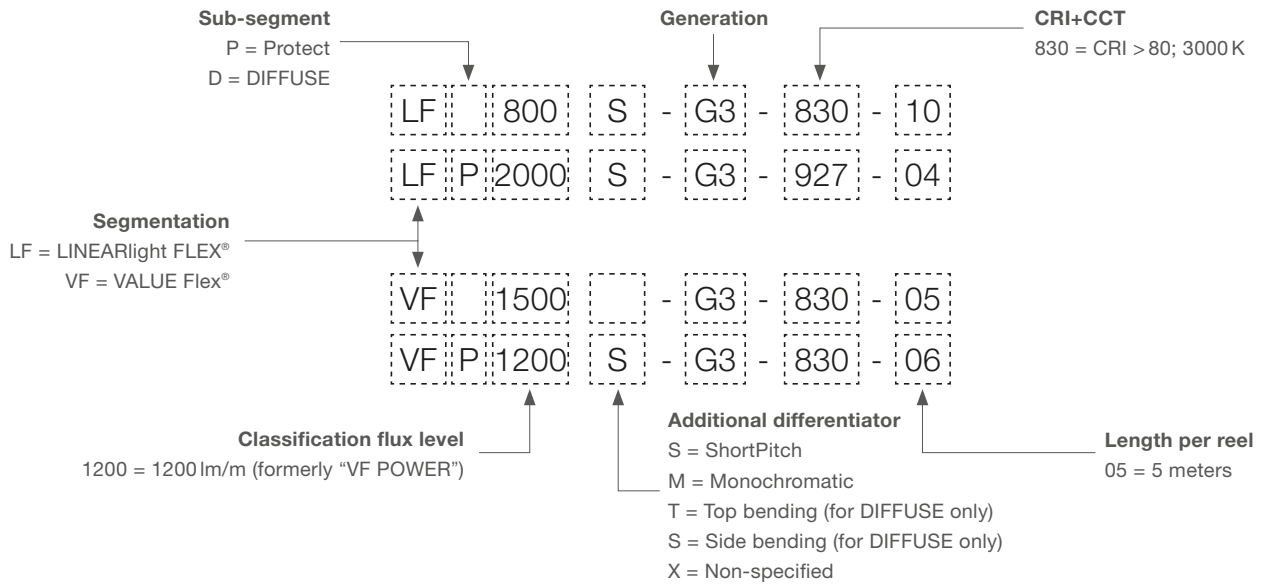 Sub-segment
P = Protect
D = DIFFUSE
Generation
CRI+CCT
830 = CRI > 80; 3000 K
LF 800 S - G3 - 830 - 10
LF P 2000 S - G3 - 927 - 04
Segmentation
LF = LINEARlight FLEX®
VF = VALUE Flex®
VF 1500 - G3 - 830 - 05
VF P 1200 S - G3 - 830 - 06
Classification flux level
1200 = 1200 lm/m (formerly “VF POWER”)
Additional differentiator
S = ShortPitch
M = Monochromatic
T = Top bending (for DIFFUSE only)
S = Side bending (for DIFFUSE only)
X = Non-specified
Length per reel
05 = 5 meters